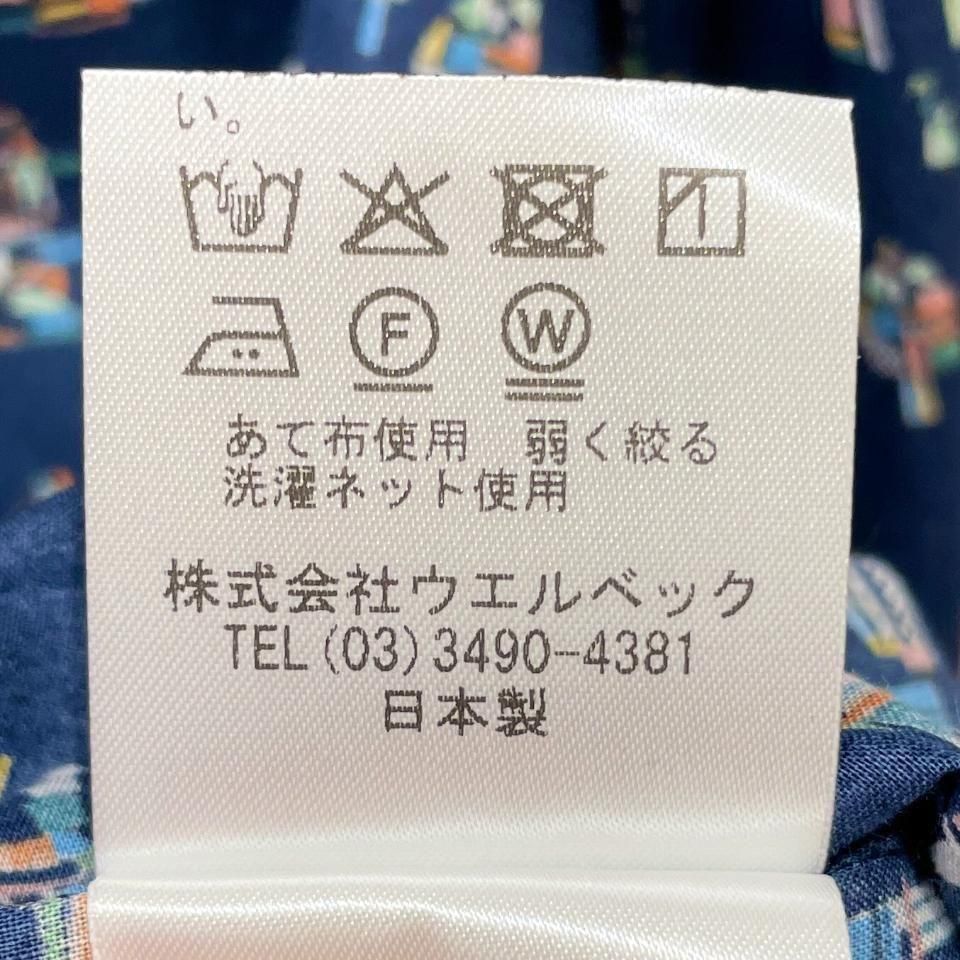 い。
F W
あて布使用 弱く絞る
洗濯ネット使用
株式会社ウエルベック
TEL(03)3490-4381
日本製